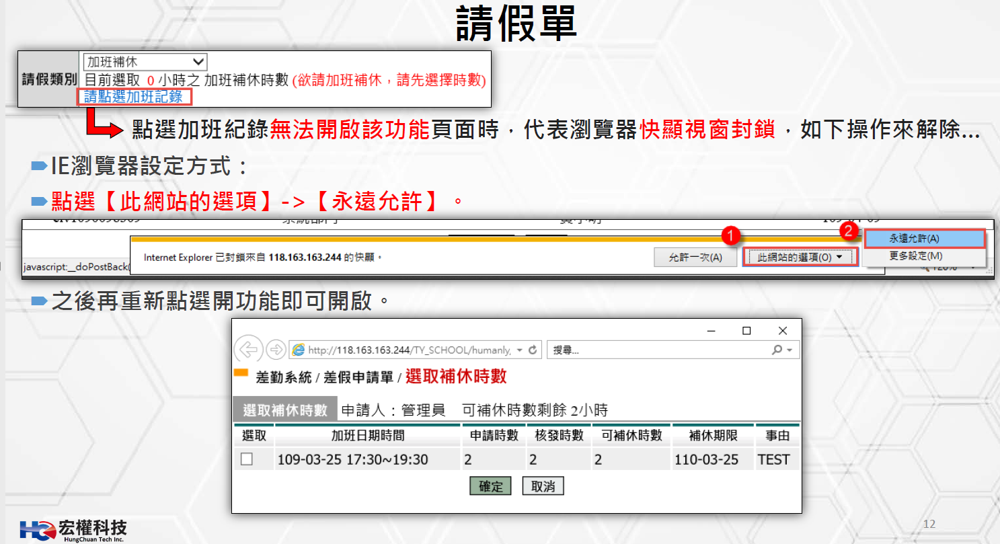 請假單
請假類別
加班補休
目前選取 0 小時之 加班補休時數 (欲請加班補休，請先選擇時數)
請點選加班記錄
點選加班紀錄無法開啟該功能頁面時，代表瀏覽器快顯視窗封鎖，如下操作來解除...
IE瀏覽器設定方式：
點選【此網站的選項】->【永遠允許】。
1
2
永遠允許(A)
Internet Explorer 已封鎖來自 118.163.163.244 的快顯。
允許一次(A)
此網站的選項(O)
更多設定(M)
javascript:__doPostBack(
120%
之後再重新點選開功能即可開啟。
http://118.163.163.244/TY_SCHOOL/humanly,
搜尋...
差勤系統 / 差假申請單 / 選取補休時數
選取補休時數 申請人：管理員 可補休時數剩餘 2小時
選取 加班日期時間 申請時數 核發時數 可補休時數 補休期限 事由
109-03-25 17:30~19:30 2 2 2 110-03-25 TEST
確定 取消
宏權科技
HungChuan Tech Inc.
12